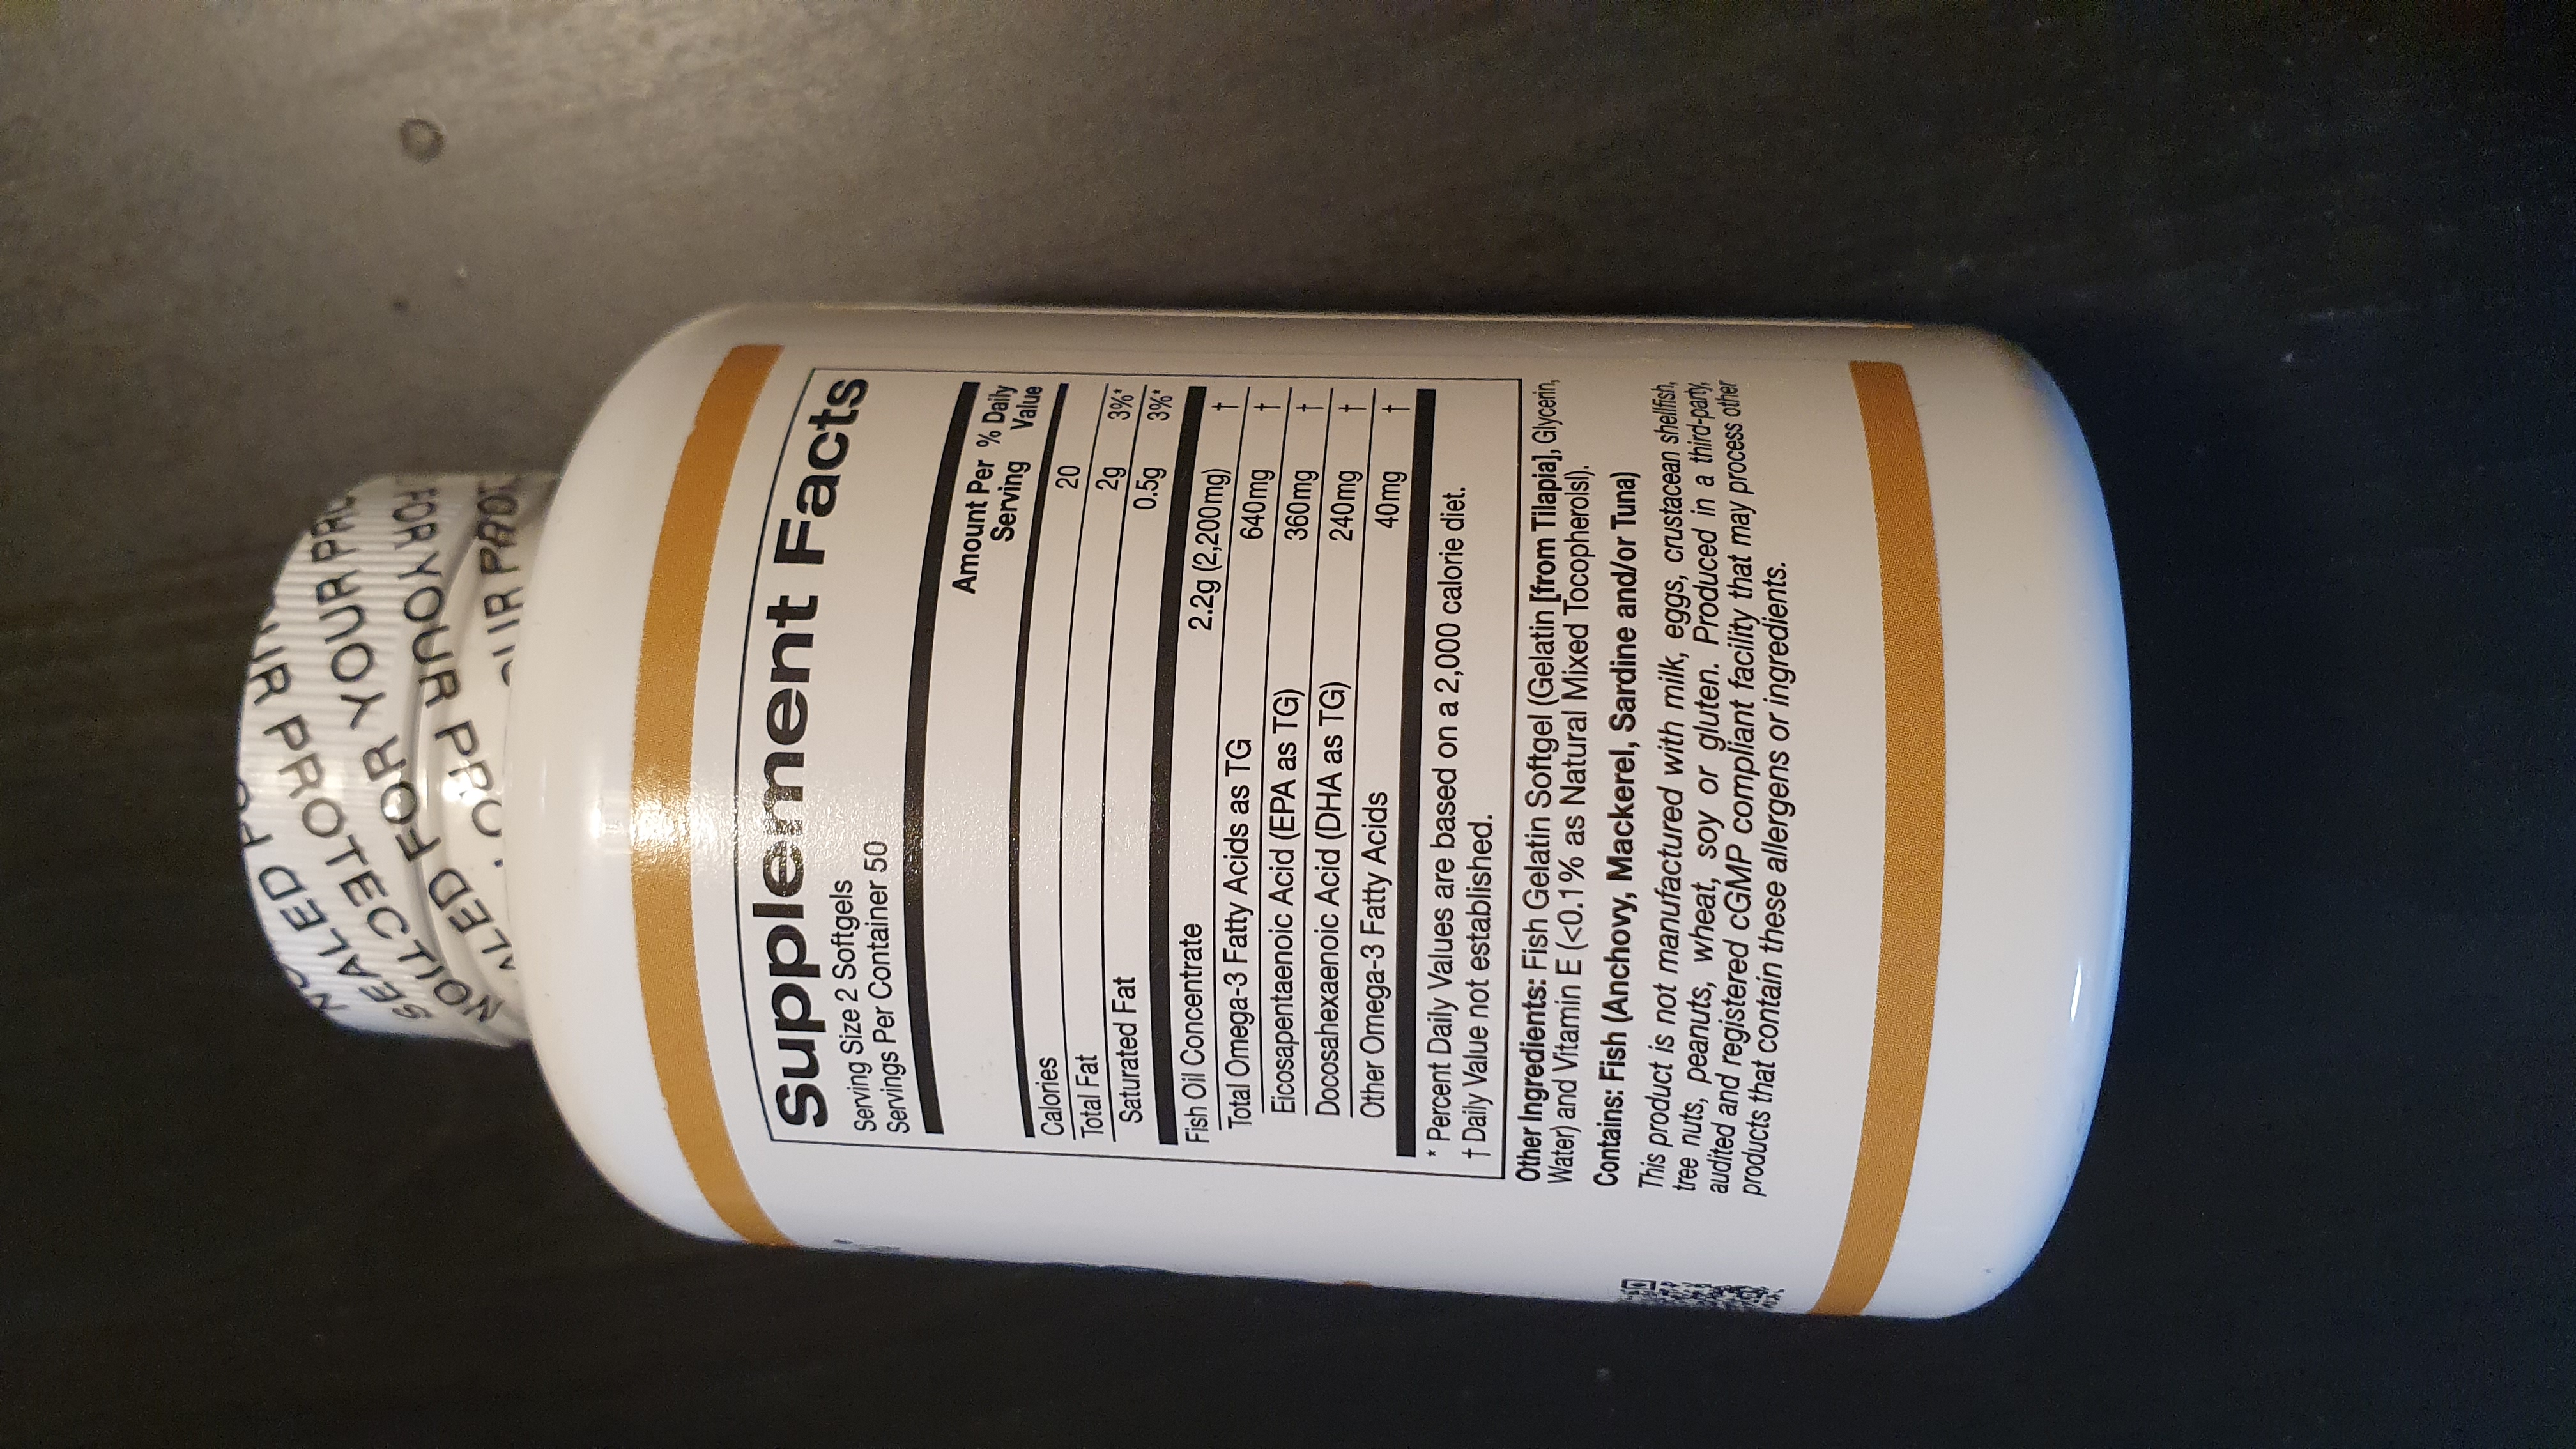 SEALED FOR YOUR
Supplement Facts
Serving Size 2 Softgels
Servings Per Container 50
Amount Per Serving % Daily Value
Calories 20
Total Fat 2g 3%*
Saturated Fat 0.5g 3%*
Fish Oil Concentrate 2.2g (2,200mg)
Total Omega-3 Fatty Acids as TG 640mg †
Eicosapentaenoic Acid (EPA as TG) 360mg †
Docosahexaenoic Acid (DHA as TG) 240mg †
Other Omega-3 Fatty Acids 40mg †
* Percent Daily Values are based on a 2,000 calorie diet.
† Daily Value not established.
Other Ingredients: Fish Gelatin Softgel (Gelatin [from Tilapia], Glycerin,
Water) and Vitamin E (<0.1% as Natural Mixed Tocopherolsl).
Contains: Fish (Anchovy, Mackerel, Sardine and/or Tuna)
This product is not manufactured with milk, eggs, crustacean shellfish,
tree nuts, peanuts, wheat, soy or gluten. Produced in a third-party,
audited and registered cGMP compliant facility that may process other
products that contain these allergens or ingredients.